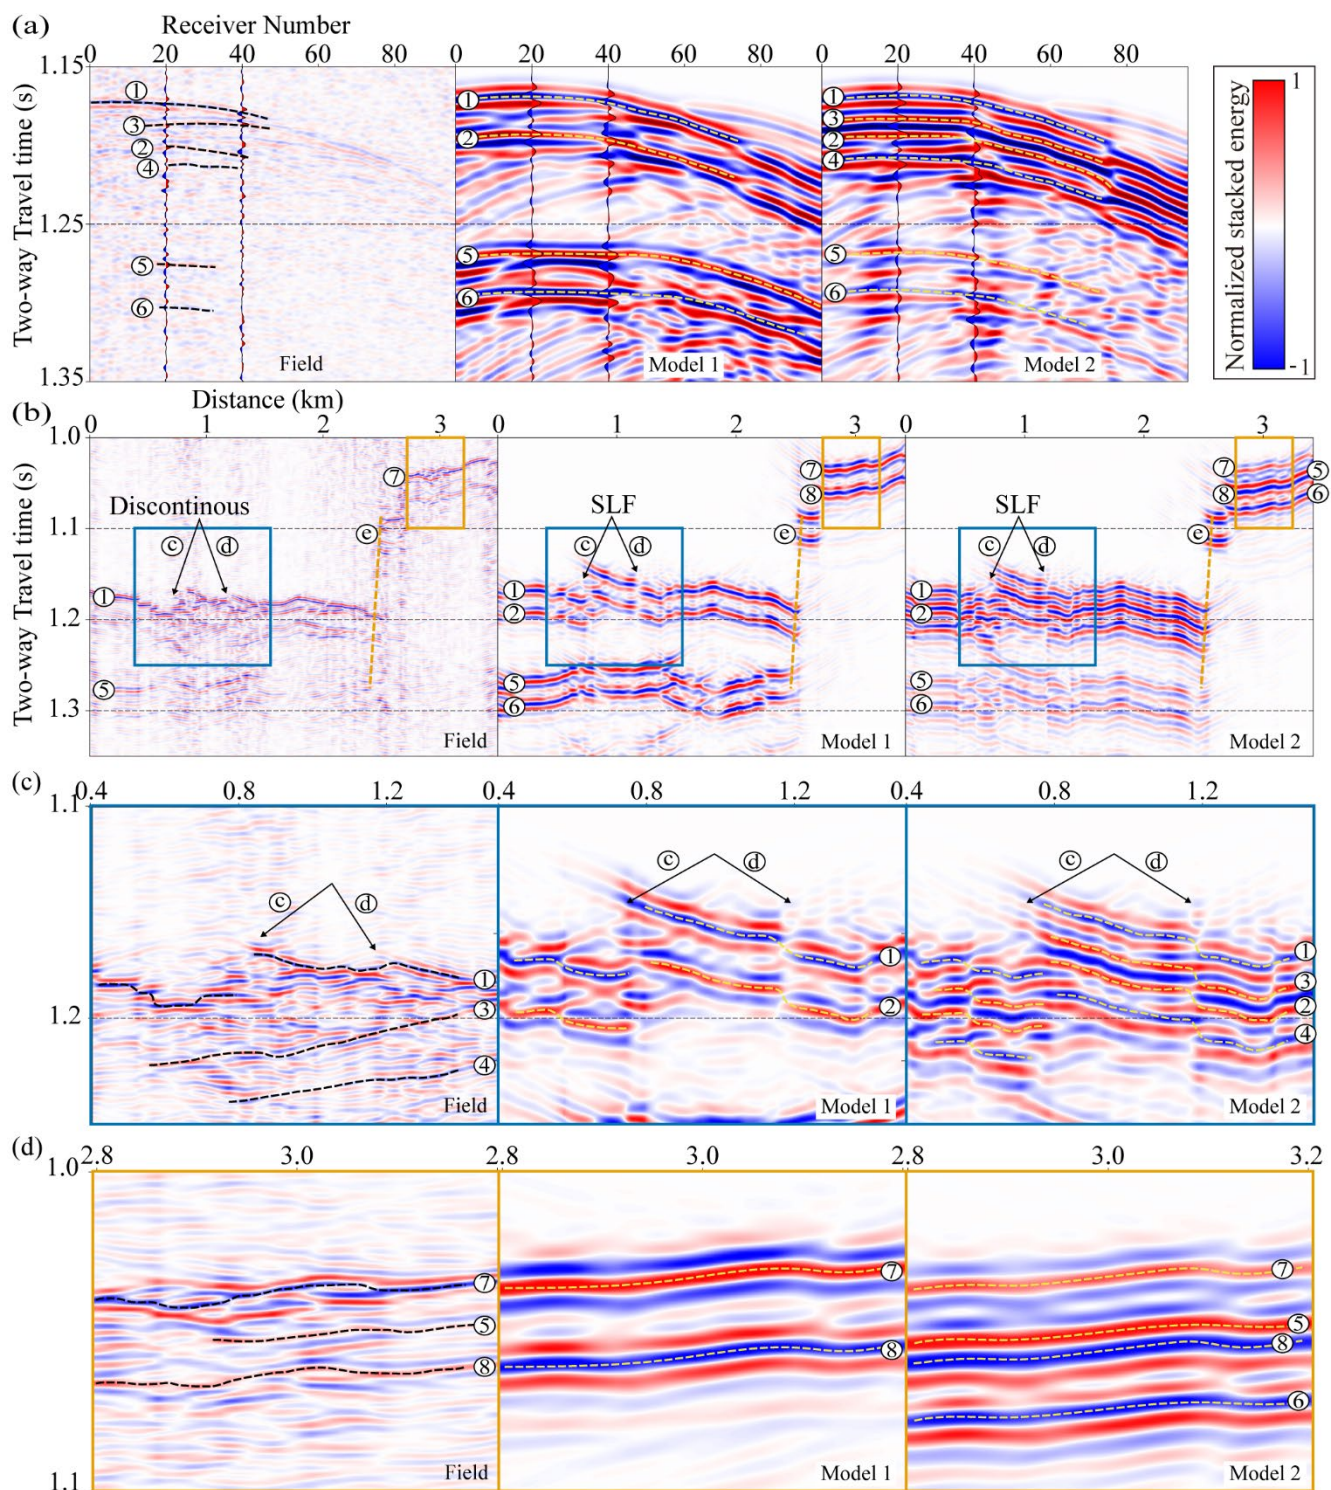 (a)
Receiver Number
0 20 40 60 80 0 20 40 60 80 0 20 40 60 80
Two-way Travel time (s)
1.15
1.25
1.35
① ③ ② ④ ⑤ ⑥
Field
① ② ⑤ ⑥
Model 1
① ③ ② ④ ⑤ ⑥
Model 2
1
Normalized stacked energy
-1
(b)
Distance (km)
0 1 2 3 0 1 2 3 0 1 2 3
Two-way Travel time (s)
1.0
1.1
1.2
1.3
Discontinous
ⓒ ⓓ
⑦
ⓔ
①
⑤
Field
SLF
ⓒ ⓓ
⑦
⑧
ⓔ
①
②
⑤
⑥
Model 1
SLF
ⓒ ⓓ
⑦ ⑤
⑧ ⑥
ⓔ
①
②
⑤
⑥
Model 2
(c)
0.4 0.8 1.2 0.4 0.8 1.2 0.4 0.8 1.2
1.1
1.2
ⓒ ⓓ
①
③
④
Field
ⓒ ⓓ
①
②
Model 1
ⓒ ⓓ
①
③
②
④
Model 2
(d)
2.8 3.0 2.8 3.0 2.8 3.0 3.2
1.0
1.1
⑦
⑤
⑧
Field
⑦
⑧
Model 1
⑦
⑤
⑧
⑥
Model 2